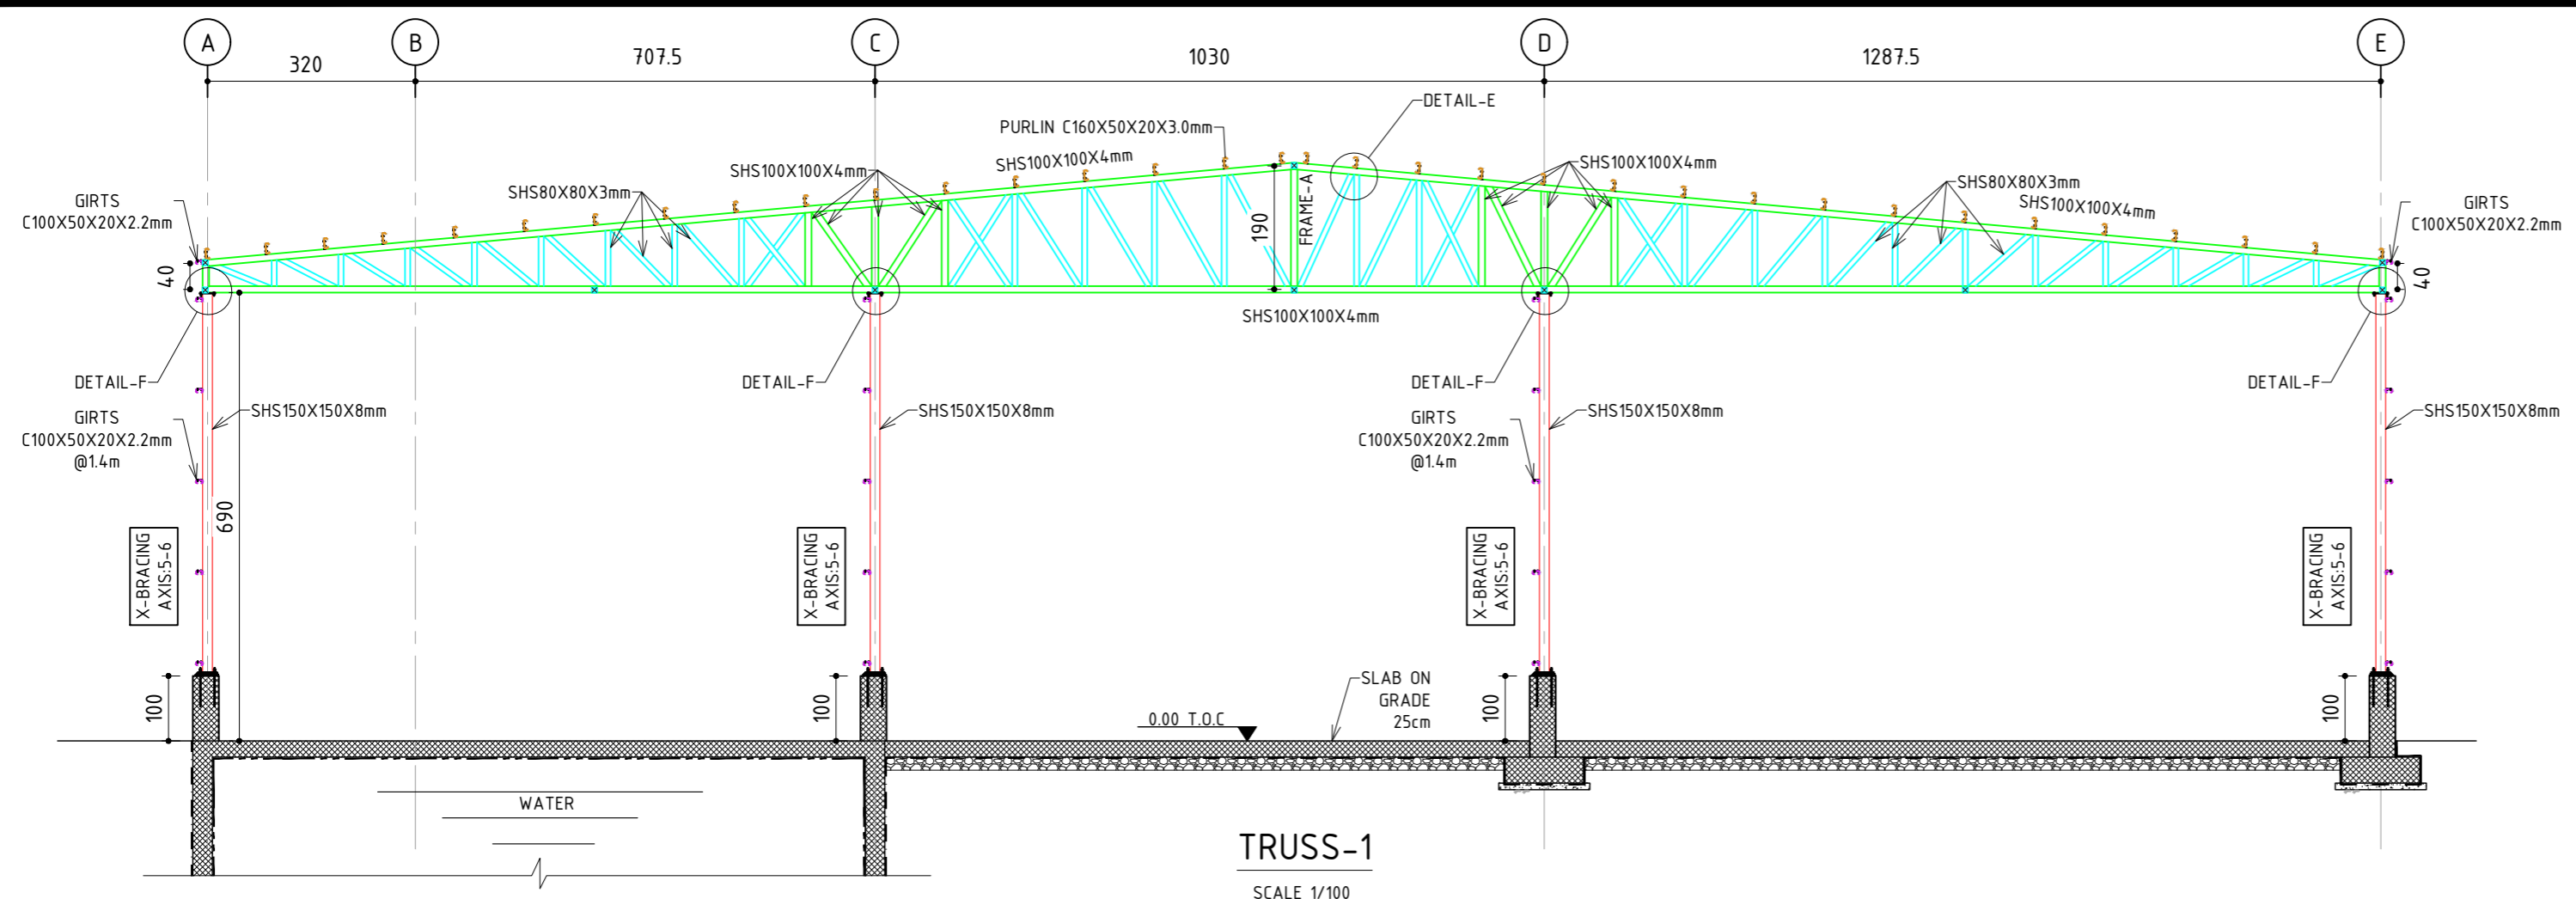 A
B
C
D
E
320
707.5
1030
1287.5
DETAIL-E
PURLIN C160X50X20X3.0mm
SHS100X100X4mm
SHS100X100X4mm
SHS100X100X4mm
SHS80X80X3mm
SHS80X80X3mm
SHS100X100X4mm
GIRTS
C100X50X20X2.2mm
GIRTS
C100X50X20X2.2mm
40
190
FRAME-A
40
SHS100X100X4mm
DETAIL-F
DETAIL-F
DETAIL-F
DETAIL-F
SHS150X150X8mm
SHS150X150X8mm
SHS150X150X8mm
SHS150X150X8mm
GIRTS
C100X50X20X2.2mm
@1.4m
GIRTS
C100X50X20X2.2mm
@1.4m
690
X-BRACING
AXIS:5-6
X-BRACING
AXIS:5-6
X-BRACING
AXIS:5-6
X-BRACING
AXIS:5-6
100
100
100
100
0.00 T.O.C
SLAB ON
GRADE
25cm
WATER
TRUSS-1
SCALE 1/100